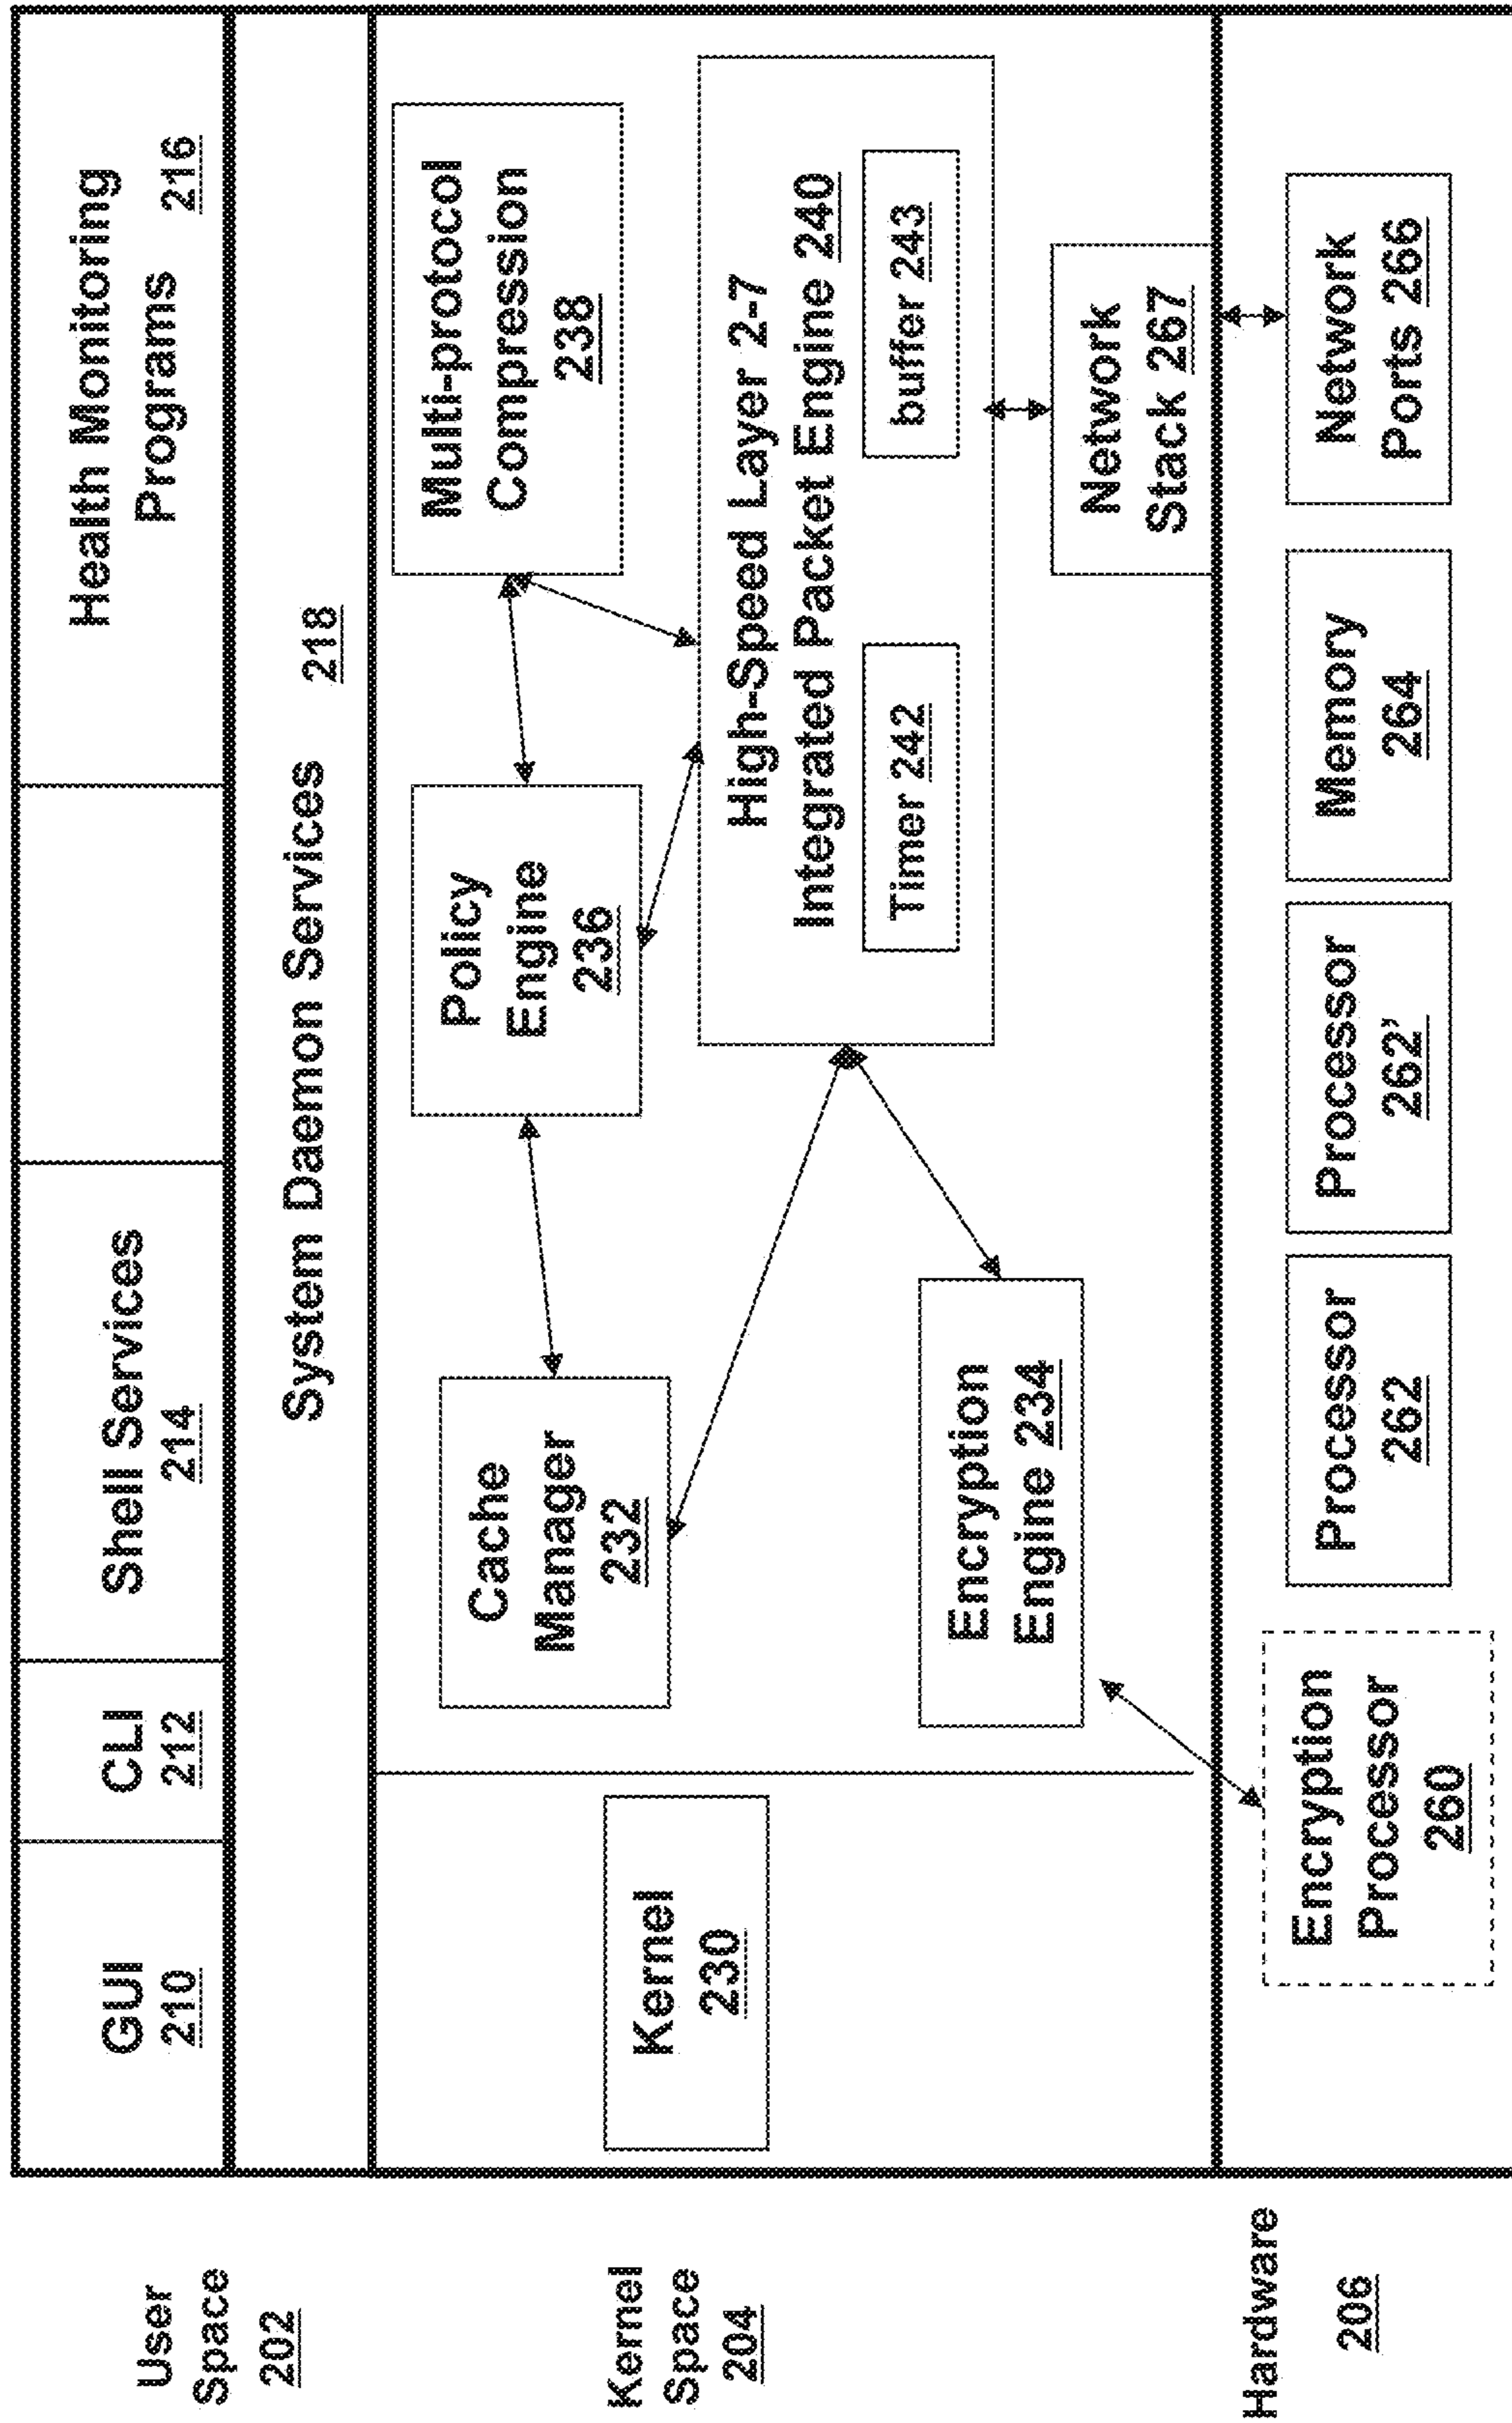 User
Space
202
GUI
210
CLI
212
Shell Services
214
Health Monitoring
Programs 216
System Daemon Services 218
Kernel
Space
204
Kernel
230
Cache
Manager
232
Policy
Engine
236
Multi-protocol
Compression
238
High-Speed Layer 2-7
Integrated Packet Engine 240
Timer 242
buffer 243
Encryption
Engine 234
Network
Stack 267
Hardware
206
Encryption
Processor
260
Processor
262
Processor
262’
Memory
264
Network
Ports 266